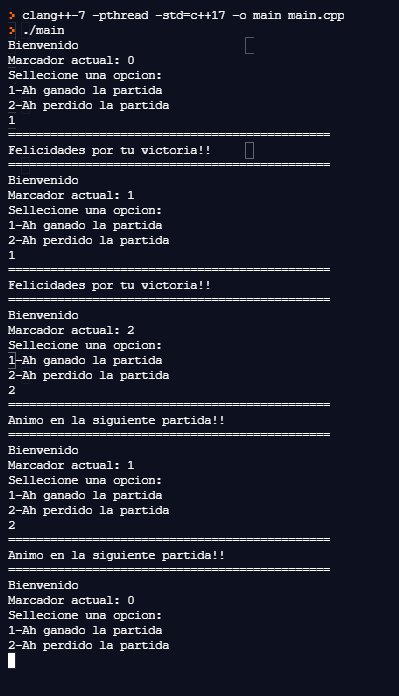 > clang++-7 -pthread -std=c++17 -o main main.cpp
> ./main
Bienvenido
Marcador actual: 0
Sellecione una opcion:
1-Ah ganado la partida
2-Ah perdido la partida
1
==============================================
Felicidades por tu victoria!!
==============================================
Bienvenido
Marcador actual: 1
Sellecione una opcion:
1-Ah ganado la partida
2-Ah perdido la partida
1
==============================================
Felicidades por tu victoria!!
==============================================
Bienvenido
Marcador actual: 2
Sellecione una opcion:
1-Ah ganado la partida
2-Ah perdido la partida
2
==============================================
Animo en la siguiente partida!!
==============================================
Bienvenido
Marcador actual: 1
Sellecione una opcion:
1-Ah ganado la partida
2-Ah perdido la partida
2
==============================================
Animo en la siguiente partida!!
==============================================
Bienvenido
Marcador actual: 0
Sellecione una opcion:
1-Ah ganado la partida
2-Ah perdido la partida